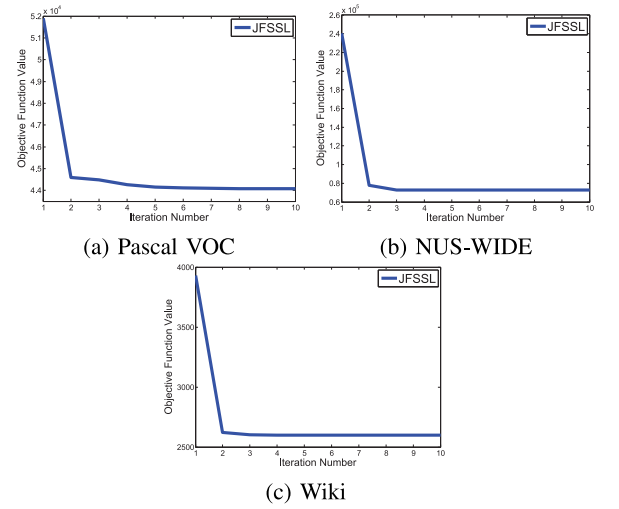 x 10^4
5.2
5.1
5
4.9
4.8
4.7
4.6
4.5
4.4
Objective Function Value
JFSSL
1 2 3 4 5 6 7 8 9 10
Iteration Number
(a) Pascal VOC
x 10^5
2.6
2.4
2.2
2
1.8
1.6
1.4
1.2
1
0.8
0.6
Objective Function Value
JFSSL
1 2 3 4 5 6 7 8 9 10
Iteration Number
(b) NUS-WIDE
4000
3500
3000
2500
Objective Function Value
JFSSL
1 2 3 4 5 6 7 8 9 10
Iteration Number
(c) Wiki